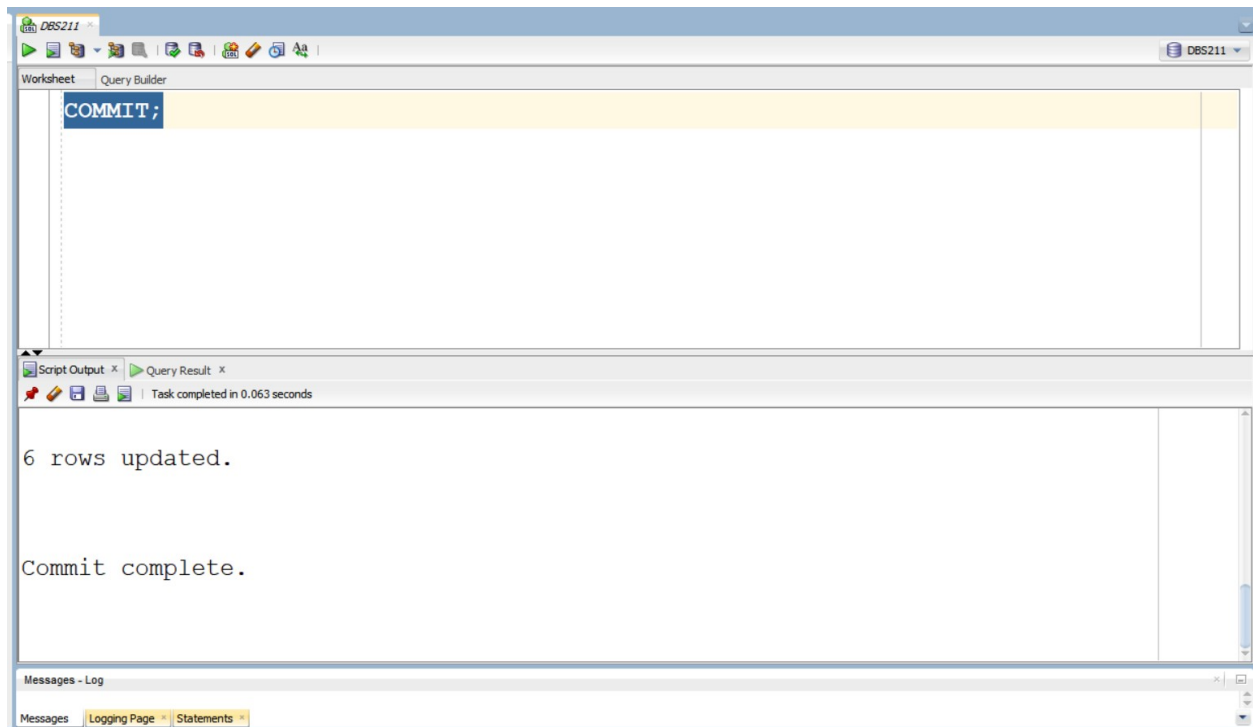 DBS211
DBS211
Worksheet Query Builder
COMMIT;
Script Output Query Result
Task completed in 0.063 seconds
6 rows updated.
Commit complete.
Messages - Log
Messages Logging Page Statements